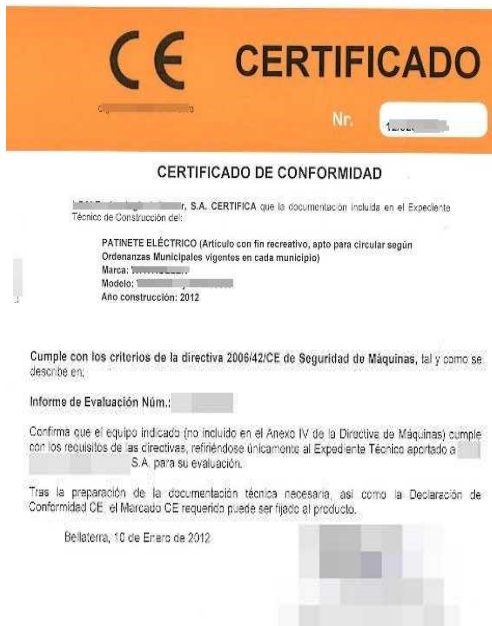 CE
CERTIFICADO
Nr.
CERTIFICADO DE CONFORMIDAD
S.A. CERTIFICA que la documentación incluida en el Expediente
Técnico de Construcción del:
PATINETE ELÉCTRICO (Artículo con fin recreativo, apto para circular según
Ordenanzas Municipales vigentes en cada municipio)
Marca:
Modelo:
Año construcción: 2012
Cumple con los criterios de la directiva 2006/42/CE de Seguridad de Máquinas, tal y como se
describe en:
Informe de Evaluación Núm.:
Confirma que el equipo indicado (no incluido en el Anexo IV de la Directiva de Máquinas) cumple
con los requisitos de las directivas, refiriéndose únicamente al Expediente Técnico aportado a
S.A. para su evaluación.
Tras la preparación de la documentación técnica necesaria, así como la Declaración de
Conformidad CE, el Marcado CE requerido puede ser fijado al producto.
Bellaterra, 10 de Enero de 2012